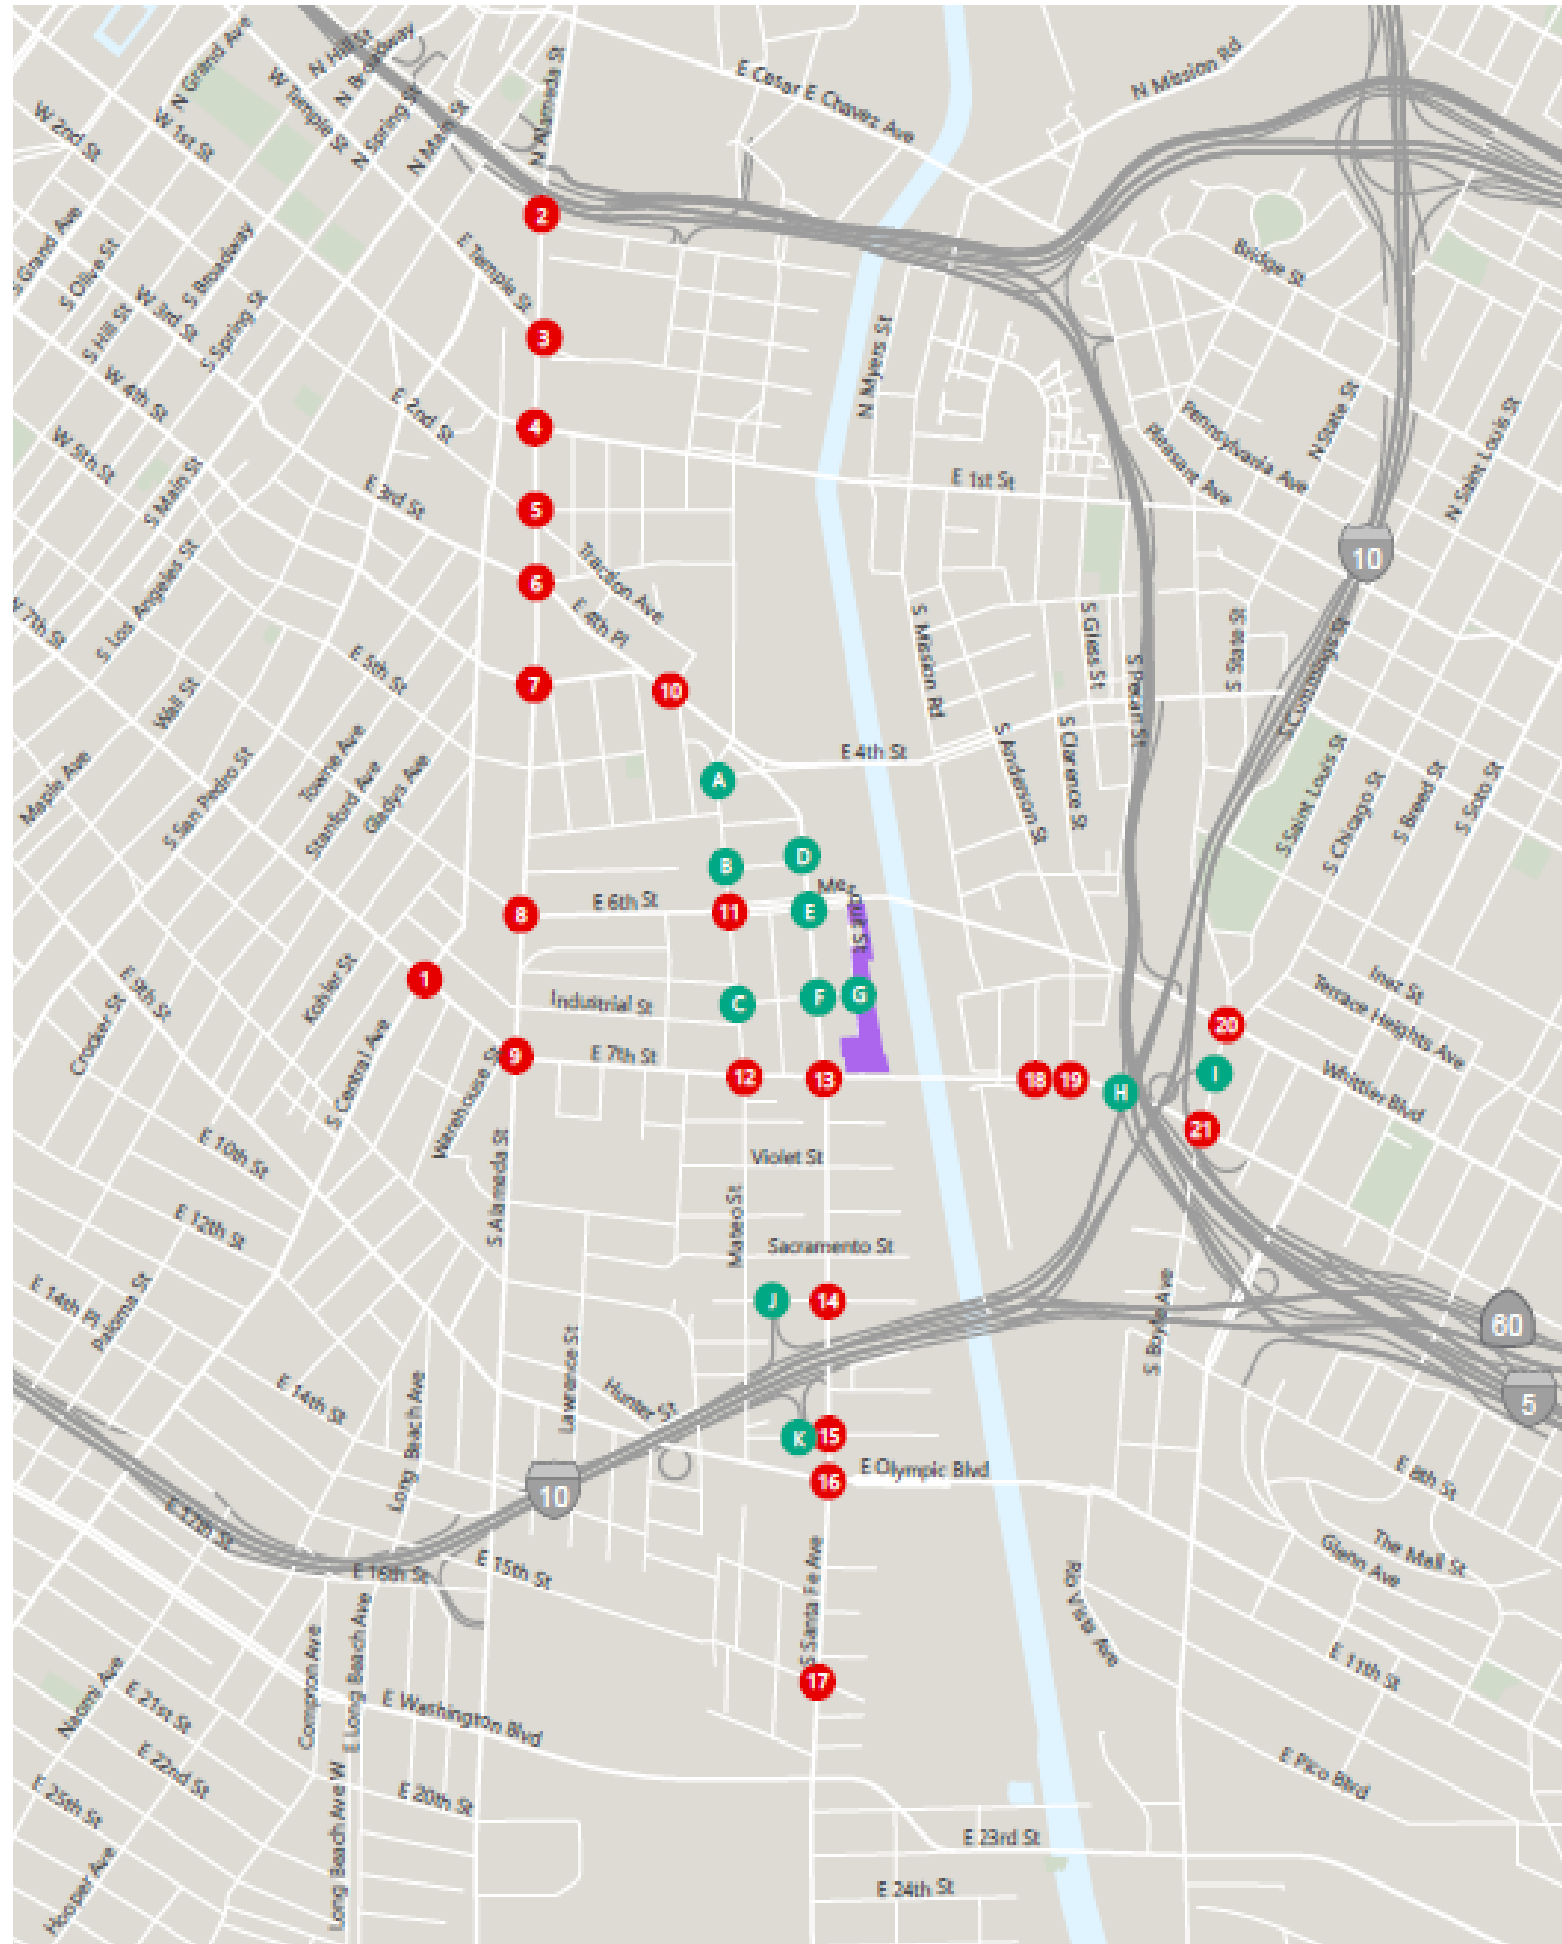 N Grand Ave
N Hill St
N Broadway
W Temple St
N Spring St
N Main St
N Alameda St
E Cesar E Chavez Ave
N Mission Rd
W 2nd St
W 1st St
2
S Grand Ave
S Olive St
S Broadway
W 3rd St
S Hill St
S Spring St
E Temple St
Bridge St
3
N Myers St
W 4th St
E 2nd St
4
Pennsylvania Ave
Pleasant Ave
N State St
N Saint Louis St
W 5th St
S Main St
E 3rd St
5
E 1st St
10
S Los Angeles St
6
Traction Ave
E 4th Pl
W 7th St
E 5th St
7
10
S Mission Rd
S Gless St
S Pecan St
S State St
S Cummings St
Wall St
Towne Ave
Stanford Ave
Gladys Ave
Maple Ave
S San Pedro St
E 4th St
A
S Anderson St
S Clarence St
S Saint Louis St
S Chicago St
S Breed St
S Soto St
B
D
8
E 6th St
11
E
1
Kohler St
E 9th St
Crocker St
Industrial St
C
F
G
Inez St
Terrace Heights Ave
20
S Central Ave
Warehouse St
9
E 7th St
12
13
18
19
H
I
Whittier Blvd
21
E 10th St
S Alameda St
Violet St
E 12th St
Mateo St
Sacramento St
E 14th Pl
Paloma St
J
14
S Boyle Ave
60
5
Lawrence St
Hunter St
E 14th St
Long Beach Ave
K
15
10
16
E Olympic Blvd
E 8th St
E 17th St
E 16th St
E 15th St
S Santa Fe Ave
Rio Vista Ave
The Mall St
Glenn Ave
Compton Ave
E Long Beach Ave
Naomi Ave
E 21st St
17
E 11th St
E Washington Blvd
E 22nd St
E 25th St
E 20th St
Long Beach Ave W
E Pico Blvd
E 23rd St
Hooper Ave
E 24th St